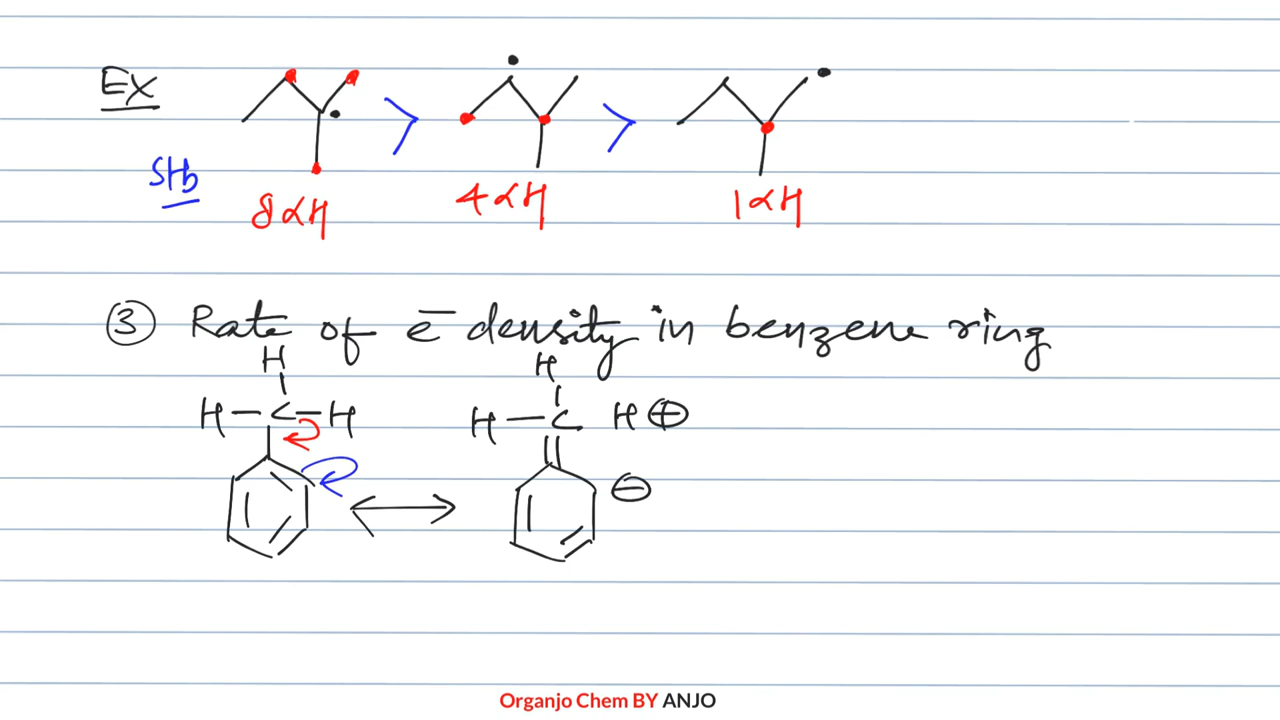 EX
> >
Stb
8αH 4αH 1αH
③ Rate of e⁻ density in benzene ring
H H
H–C–H H–C H⊕
⊖
Organjo Chem BY ANJO